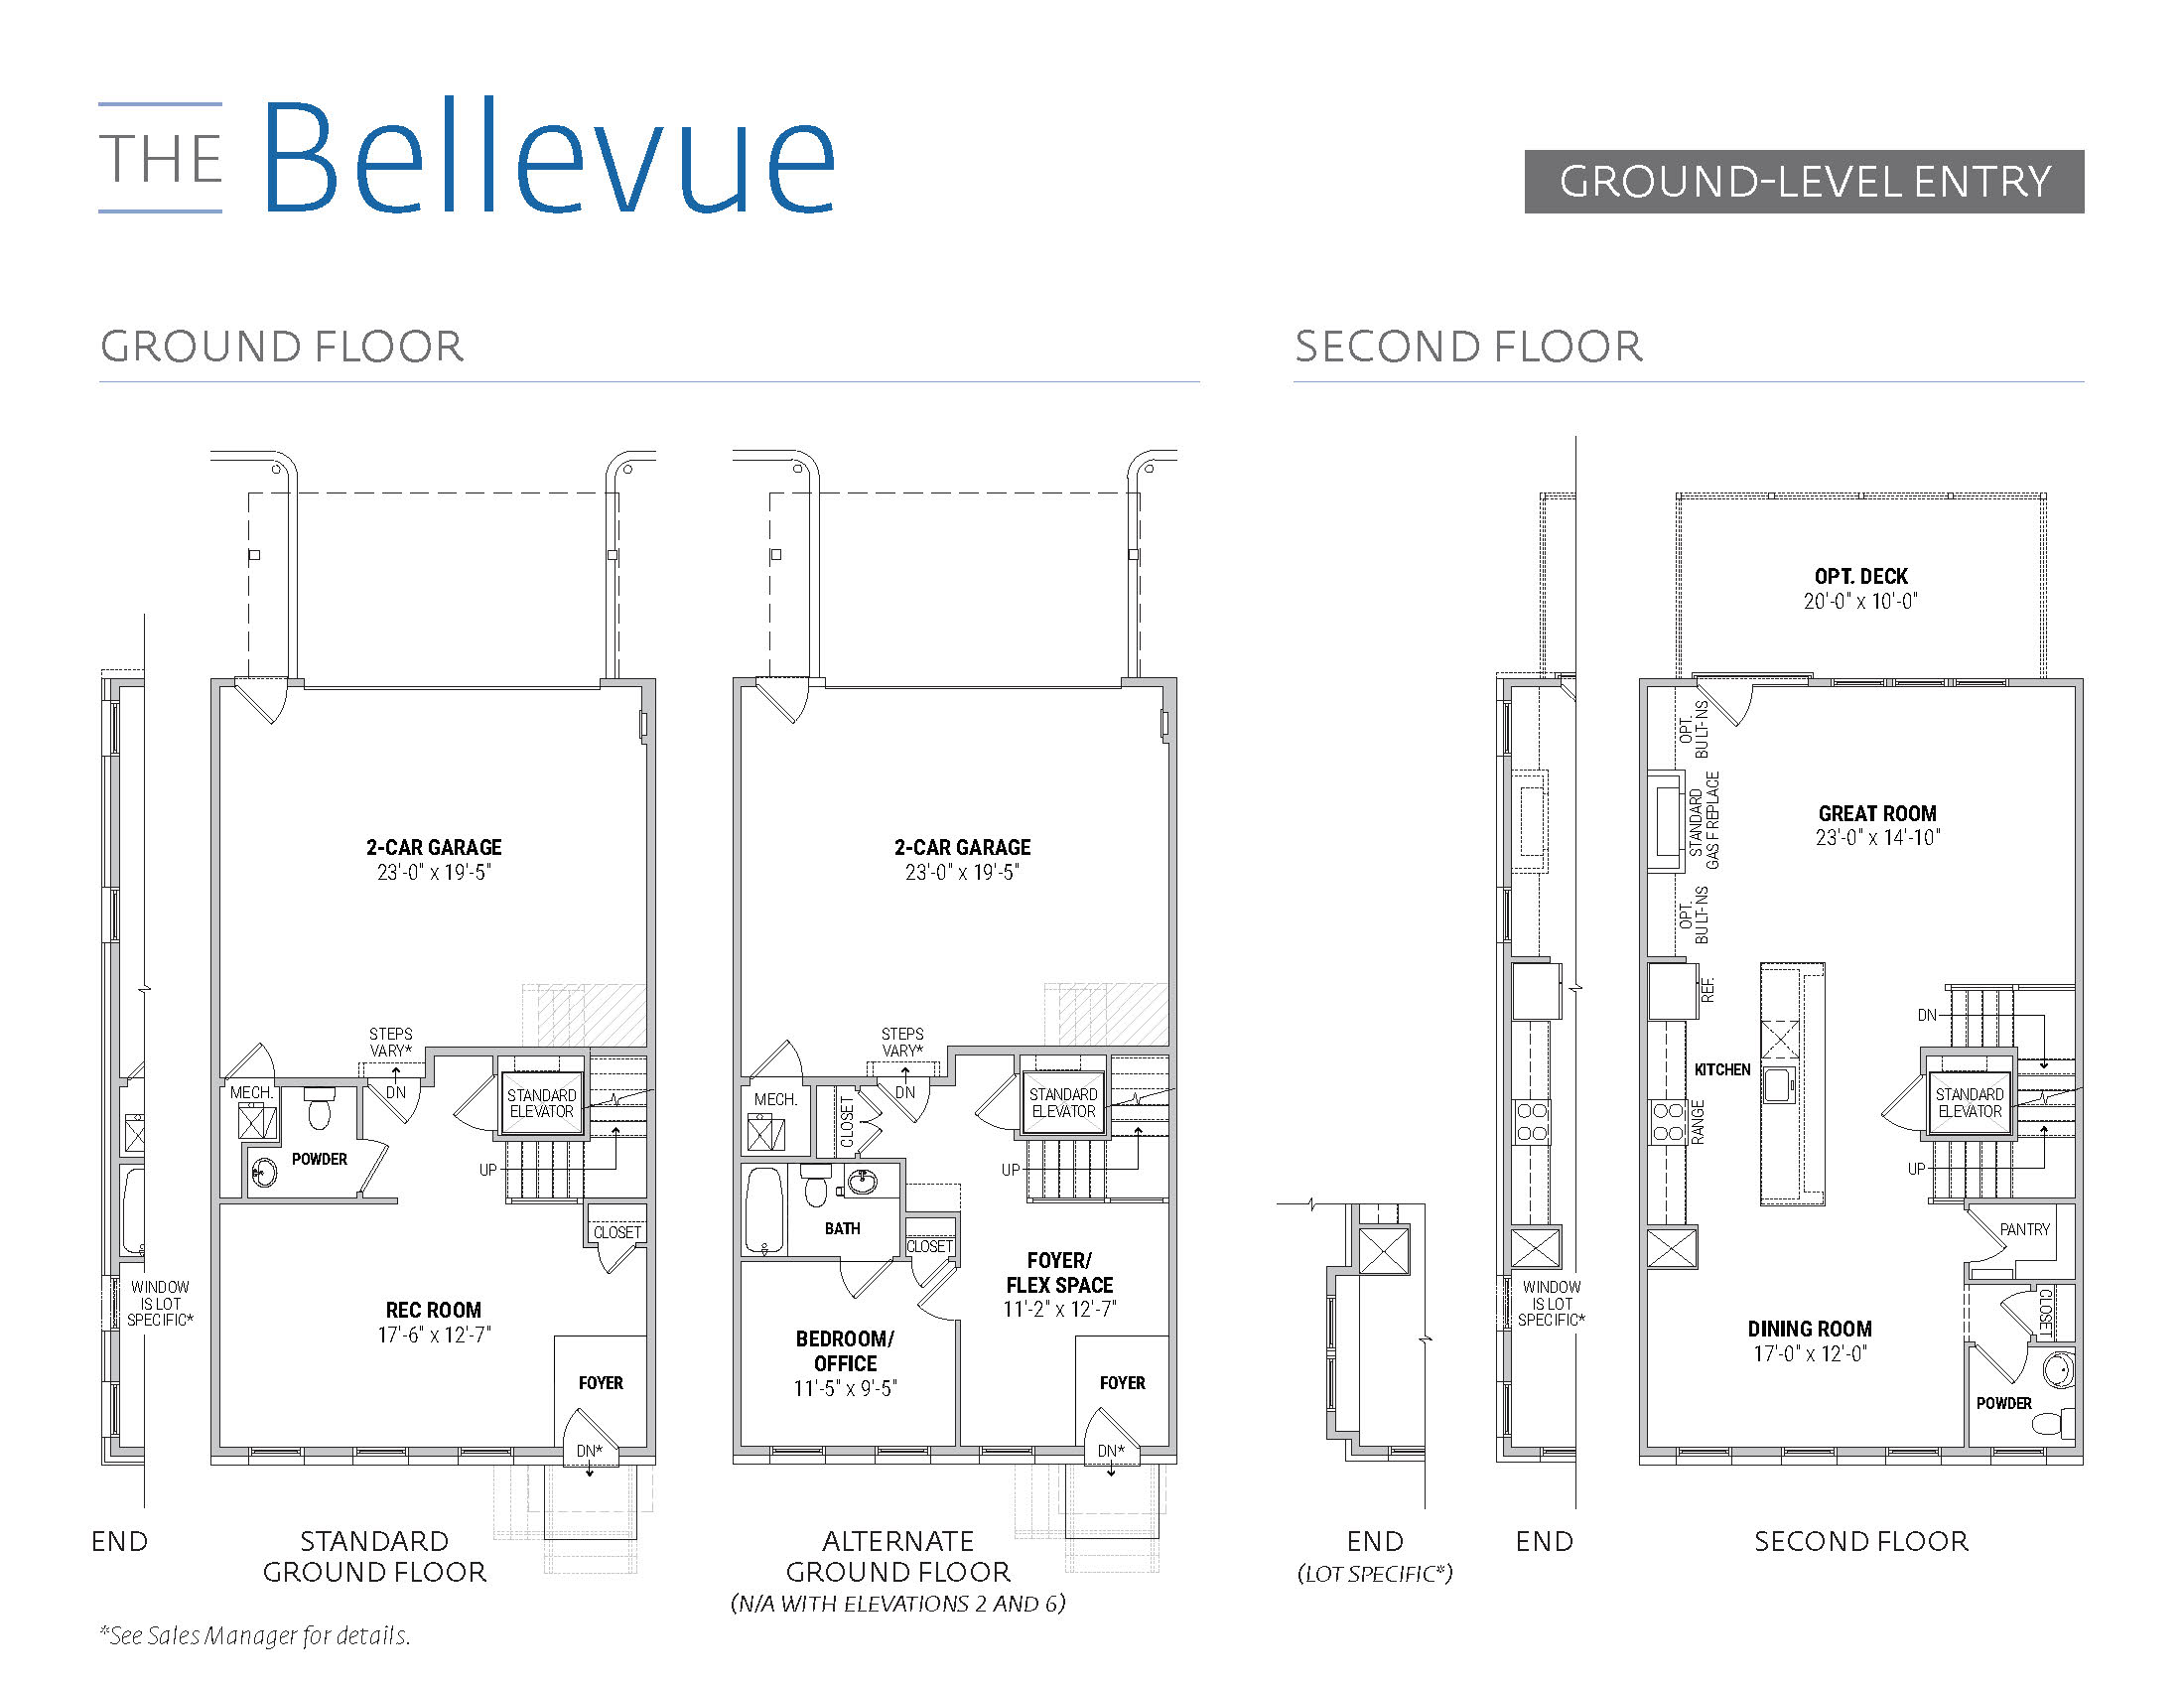 THE Bellevue
GROUND-LEVEL ENTRY
GROUND FLOOR
2-CAR GARAGE
23'-0" x 19'-5"
STEPS
VARY*
MECH.
DN
STANDARD
ELEVATOR
POWDER
UP
CLOSET
WINDOW
IS LOT
SPECIFIC*
REC ROOM
17'-6" x 12'-7"
FOYER
DN*
END
STANDARD
GROUND FLOOR
2-CAR GARAGE
23'-0" x 19'-5"
STEPS
VARY*
MECH.
CLOSET
DN
STANDARD
ELEVATOR
UP
BATH
CLOSET
FOYER/
FLEX SPACE
11'-2" x 12'-7"
BEDROOM/
OFFICE
11'-5" x 9'-5"
FOYER
DN*
ALTERNATE
GROUND FLOOR
(N/A WITH ELEVATIONS 2 AND 6)
SECOND FLOOR
OPT. DECK
20'-0" x 10'-0"
OPT.
BUILT-INS
STANDARD
GAS FIREPLACE
OPT.
BUILT-INS
GREAT ROOM
23'-0" x 14'-10"
REF.
DN
KITCHEN
STANDARD
ELEVATOR
RANGE
UP
PANTRY
WINDOW
IS LOT
SPECIFIC*
CLOSET
DINING ROOM
17'-0" x 12'-0"
POWDER
END
(LOT SPECIFIC*)
END
SECOND FLOOR
*See Sales Manager for details.